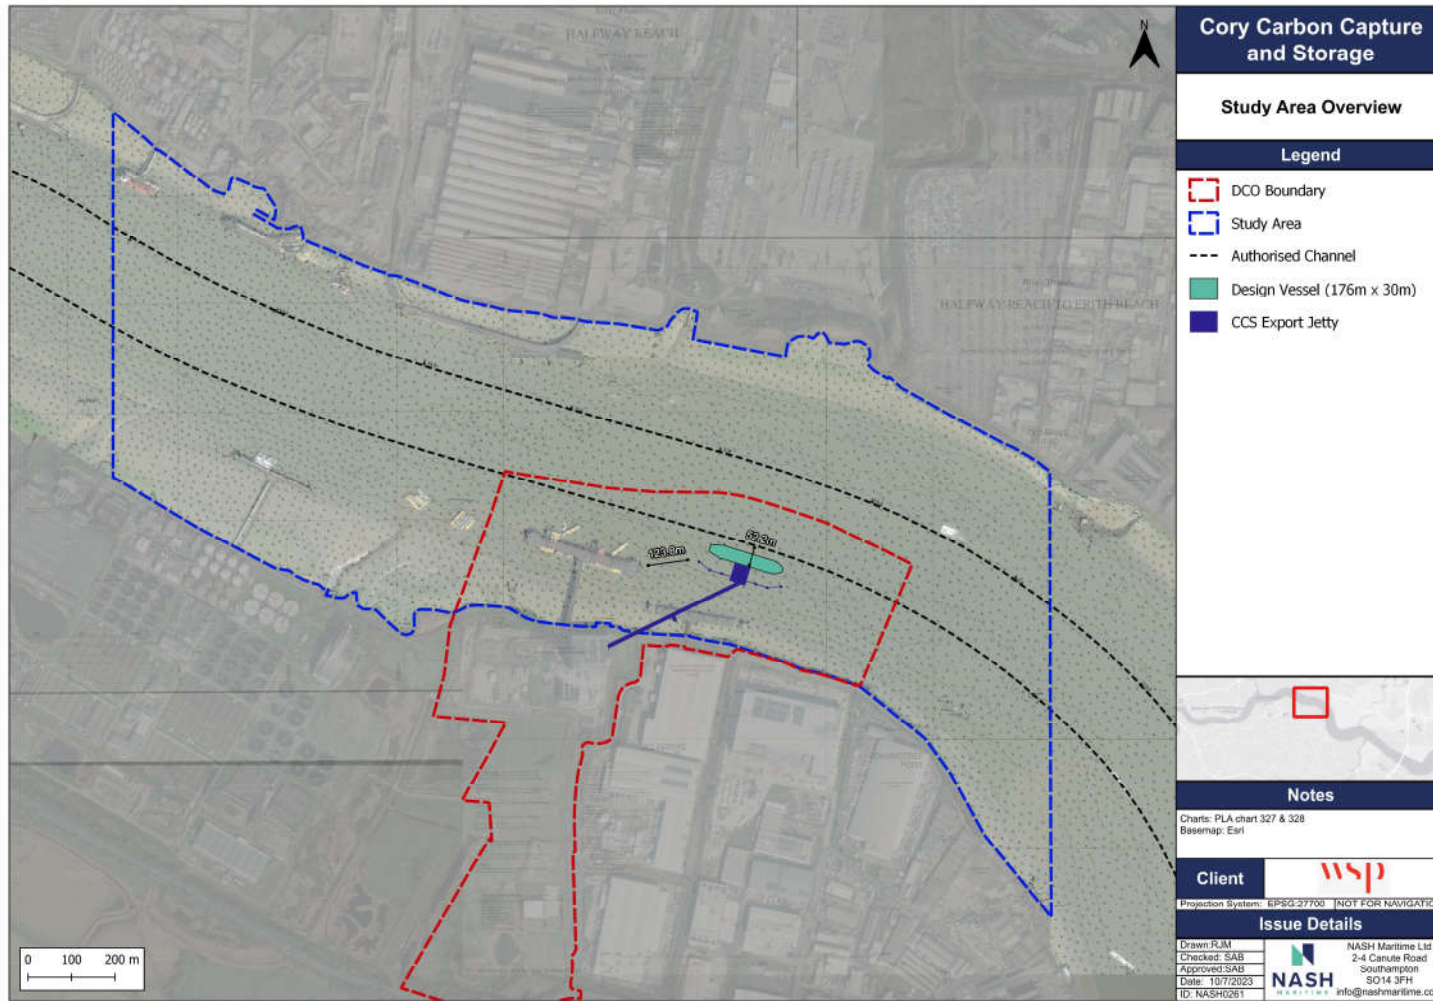 HALFWAY REACH
N
HALFWAY REACH TO ERITH REACH
123.0m
52.2m
0 100 200 m
Cory Carbon Capture
and Storage
Study Area Overview
Legend
DCO Boundary
Study Area
Authorised Channel
Design Vessel (176m x 30m)
CCS Export Jetty
Notes
Charts: PLA chart 327 & 328
Basemap: Esri
Client
wsp
Projection System: EPSG:27700 NOT FOR NAVIGATIO
Issue Details
Drawn:RJM
Checked: SAB
Approved:SAB
Date: 10/7/2023
ID: NASH0261
NASH
MARITIME
NASH Maritime Ltd
2-4 Canute Road
Southampton
SO14 3FH
info@nashmaritime.co